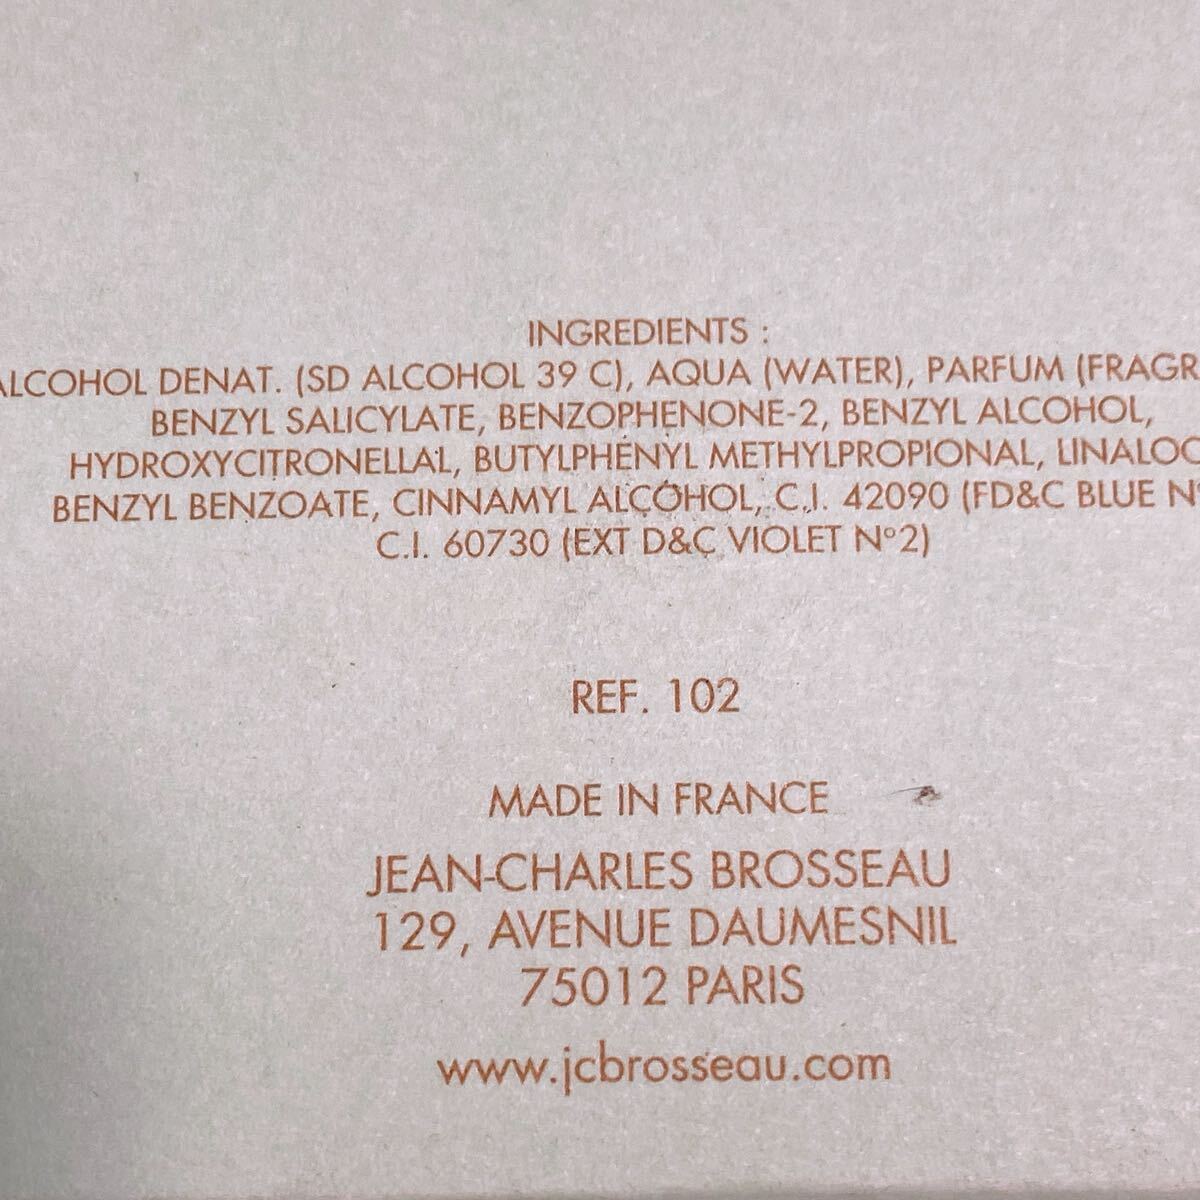 INGREDIENTS :
ALCOHOL DENAT. (SD ALCOHOL 39 C), AQUA (WATER), PARFUM (FRAGR
BENZYL SALICYLATE, BENZOPHENONE-2, BENZYL ALCOHOL,
HYDROXYCITRONELLAL, BUTYLPHENYL METHYLPROPIONAL, LINALOO
BENZYL BENZOATE, CINNAMYL ALCOHOL, C.I. 42090 (FD&C BLUE N°
C.I. 60730 (EXT D&C VIOLET N°2)
REF. 102
MADE IN FRANCE
JEAN-CHARLES BROSSEAU
129, AVENUE DAUMESNIL
75012 PARIS
www.jcbrosseau.com